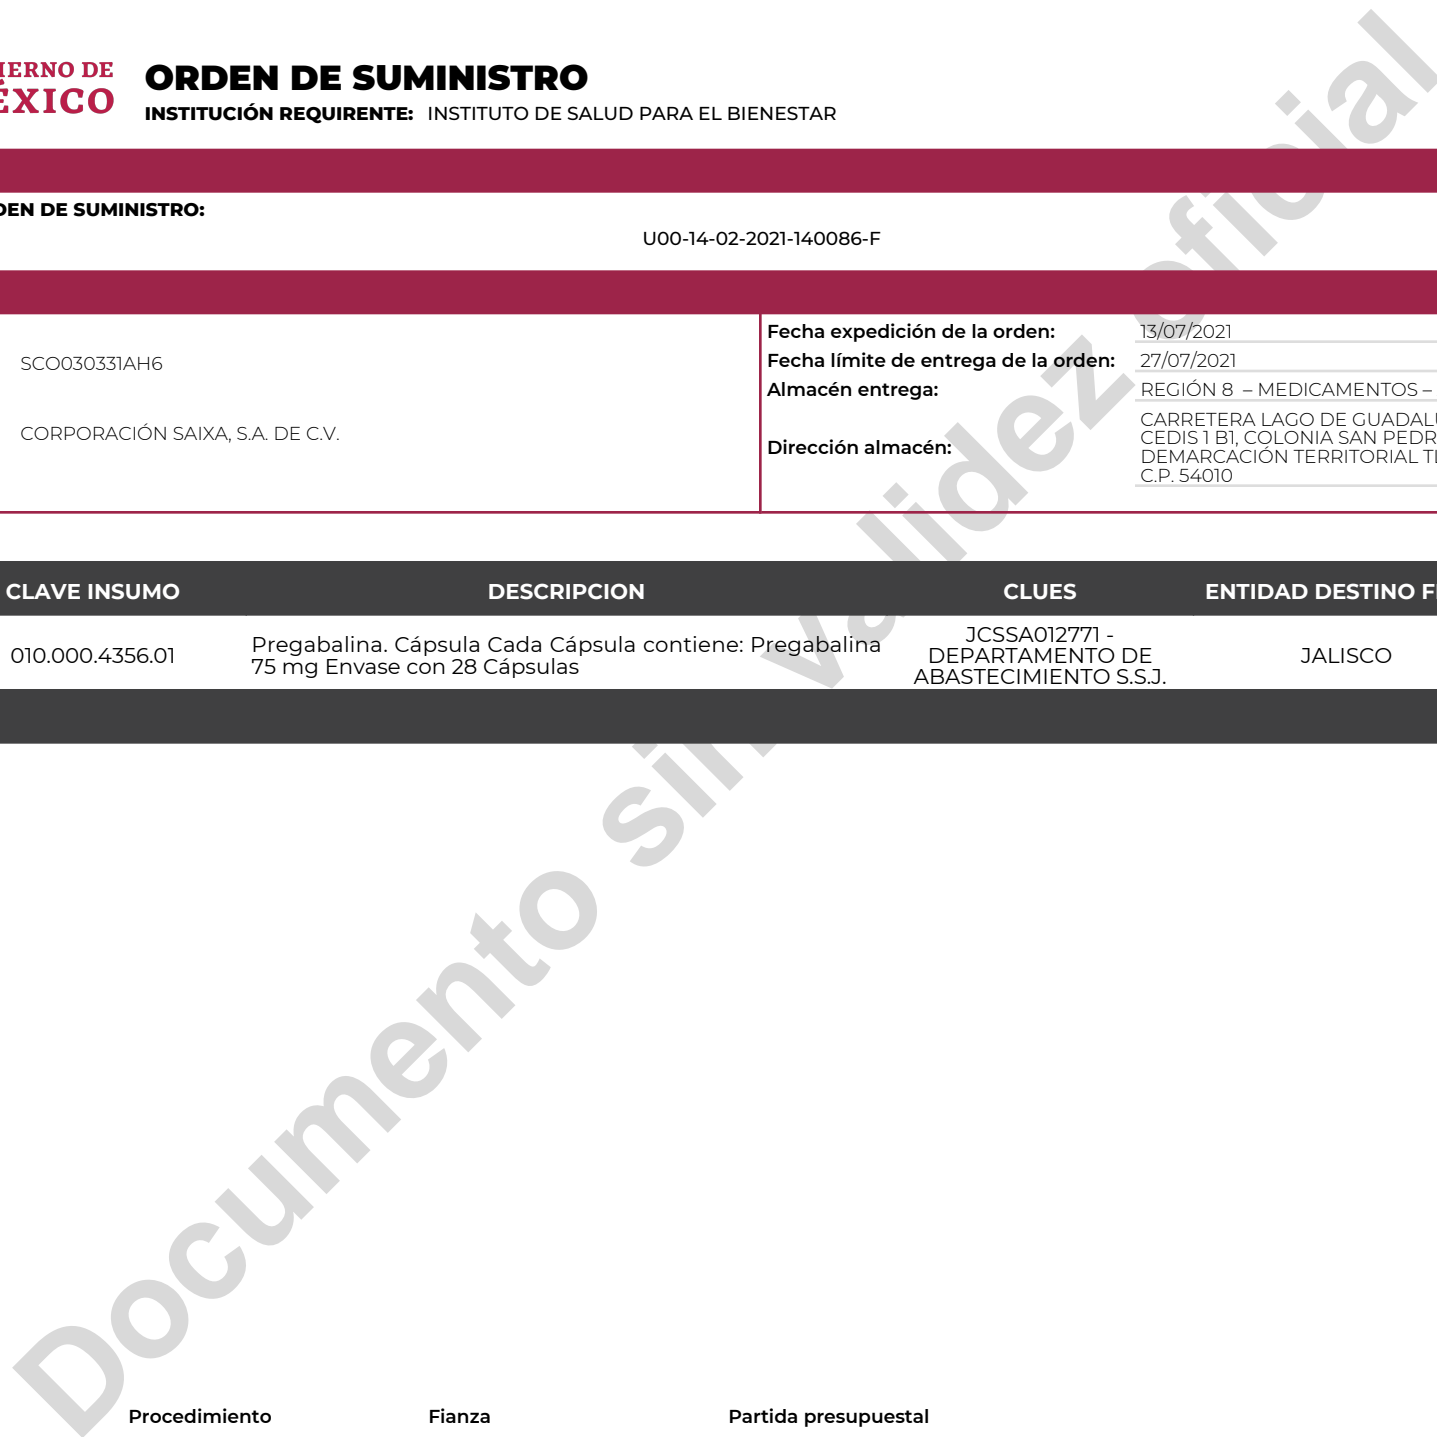 IERNO DE
ÉXICO
ORDEN DE SUMINISTRO
INSTITUCIÓN REQUIRENTE: INSTITUTO DE SALUD PARA EL BIENESTAR
DEN DE SUMINISTRO:
U00-14-02-2021-140086-F
SCO030331AH6
CORPORACIÓN SAIXA, S.A. DE C.V.
Fecha expedición de la orden: 13/07/2021
Fecha límite de entrega de la orden: 27/07/2021
Almacén entrega: REGIÓN 8 – MEDICAMENTOS –
Dirección almacén:
CARRETERA LAGO DE GUADALU
CEDIS 1 B1, COLONIA SAN PEDR
DEMARCACIÓN TERRITORIAL TL
C.P. 54010
CLAVE INSUMO DESCRIPCION CLUES ENTIDAD DESTINO FI
010.000.4356.01
Pregabalina. Cápsula Cada Cápsula contiene: Pregabalina
75 mg Envase con 28 Cápsulas
JCSSA012771 -
DEPARTAMENTO DE
ABASTECIMIENTO S.S.J.
JALISCO
Documento sin validez oficial
Procedimiento Fianza Partida presupuestal